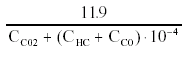 11.9
C_CO2 + (C_HC + C_CO) · 10^-4